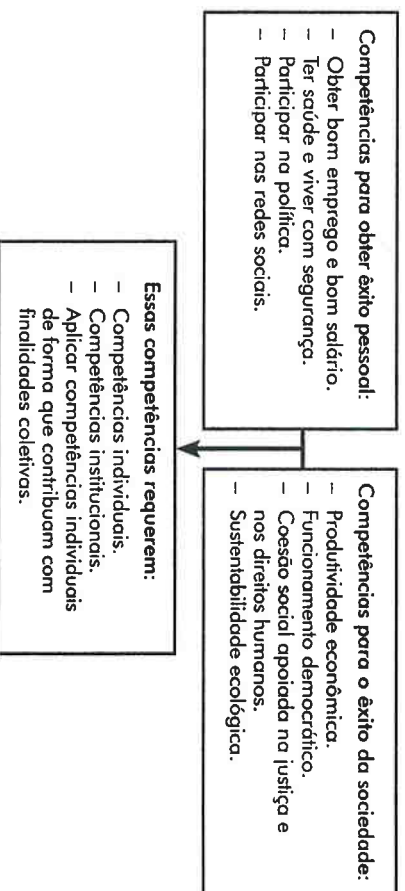 Competências para obter êxito pessoal:
– Obter bom emprego e bom salário.
– Ter saúde e viver com segurança.
– Participar na política.
– Participar nas redes sociais.
Competências para o êxito da sociedade:
– Produtividade econômica.
– Funcionamento democrático.
– Coesão social apoiada na justiça e
nos direitos humanos.
– Sustentabilidade ecológica.
Essas competências requerem:
– Competências individuais.
– Competências institucionais.
– Aplicar competências individuais
de forma que contribuam com
finalidades coletivas.